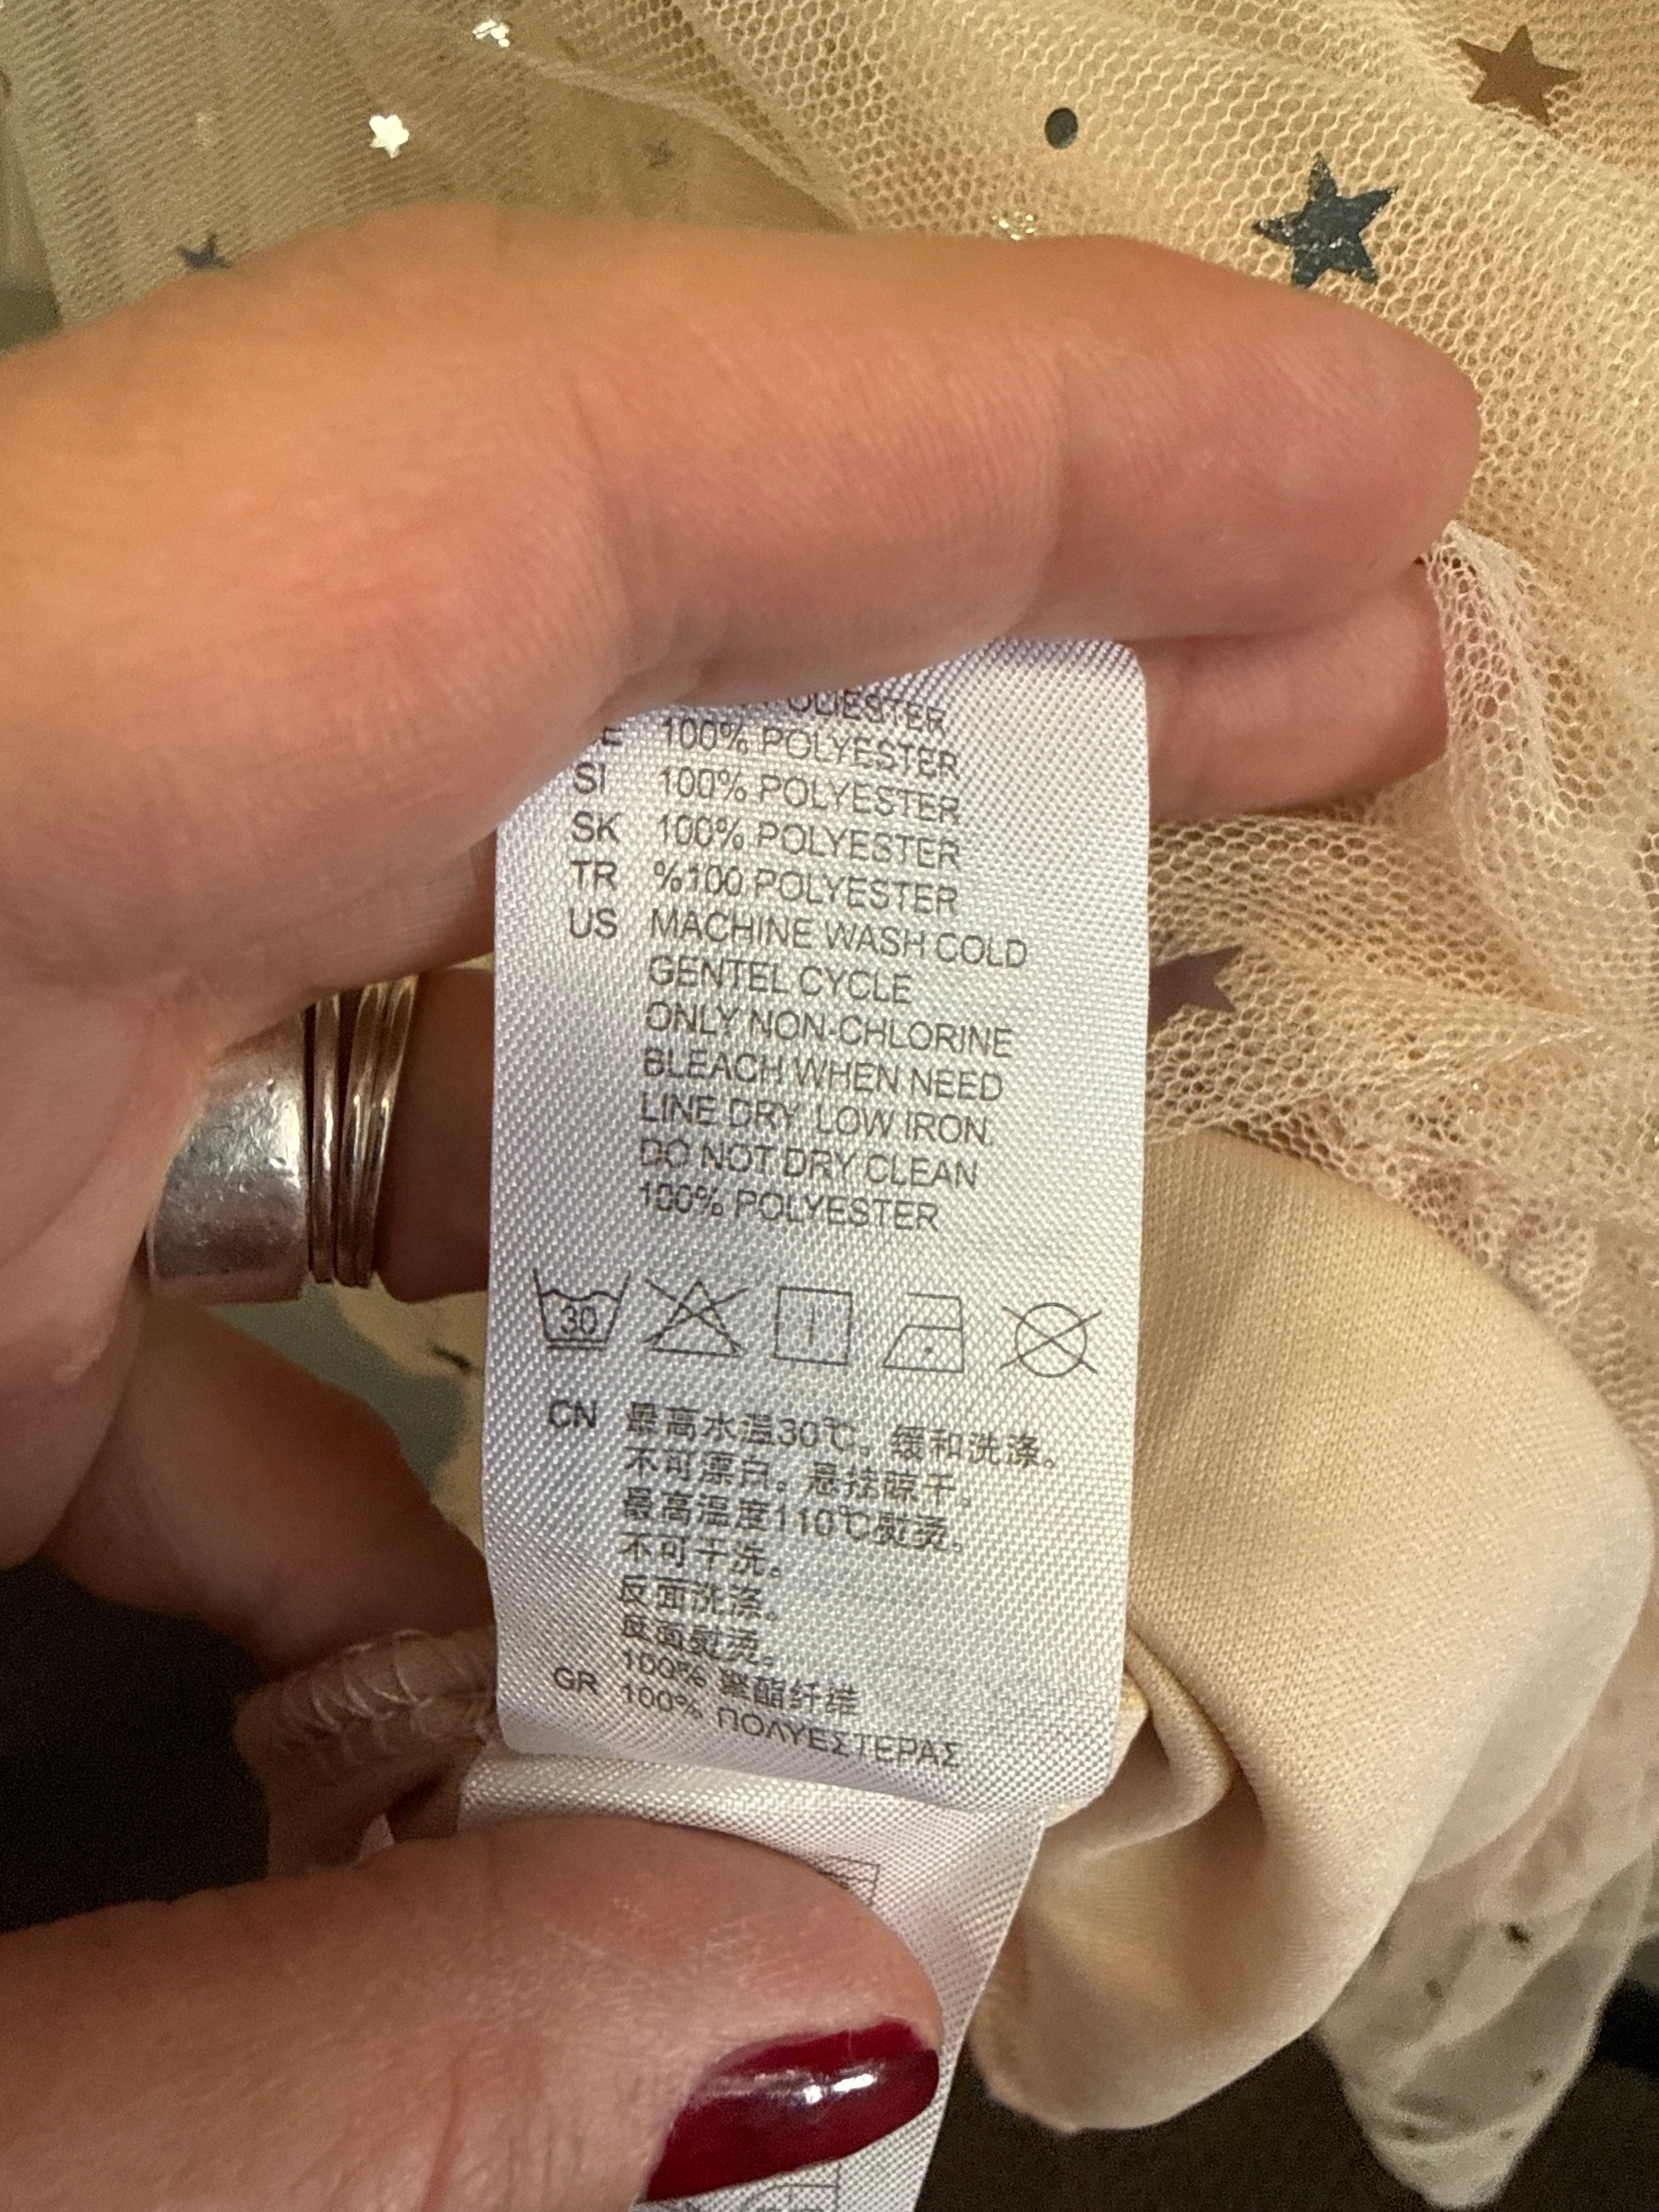 POLIESTER
E 100% POLYESTER
SI 100% POLYESTER
SK 100% POLYESTER
TR %100 POLYESTER
US MACHINE WASH COLD
GENTEL CYCLE
ONLY NON-CHLORINE
BLEACH WHEN NEED
LINE DRY. LOW IRON.
DO NOT DRY CLEAN
100% POLYESTER
30
CN 最高水温30℃。缓和洗涤。
不可漂白。悬挂晾干。
最高温度110℃熨烫。
不可干洗。
反面洗涤。
反面熨烫。
100% 聚酯纤维
GR 100% ΠΟΛΥΕΣΤΕΡΑΣ